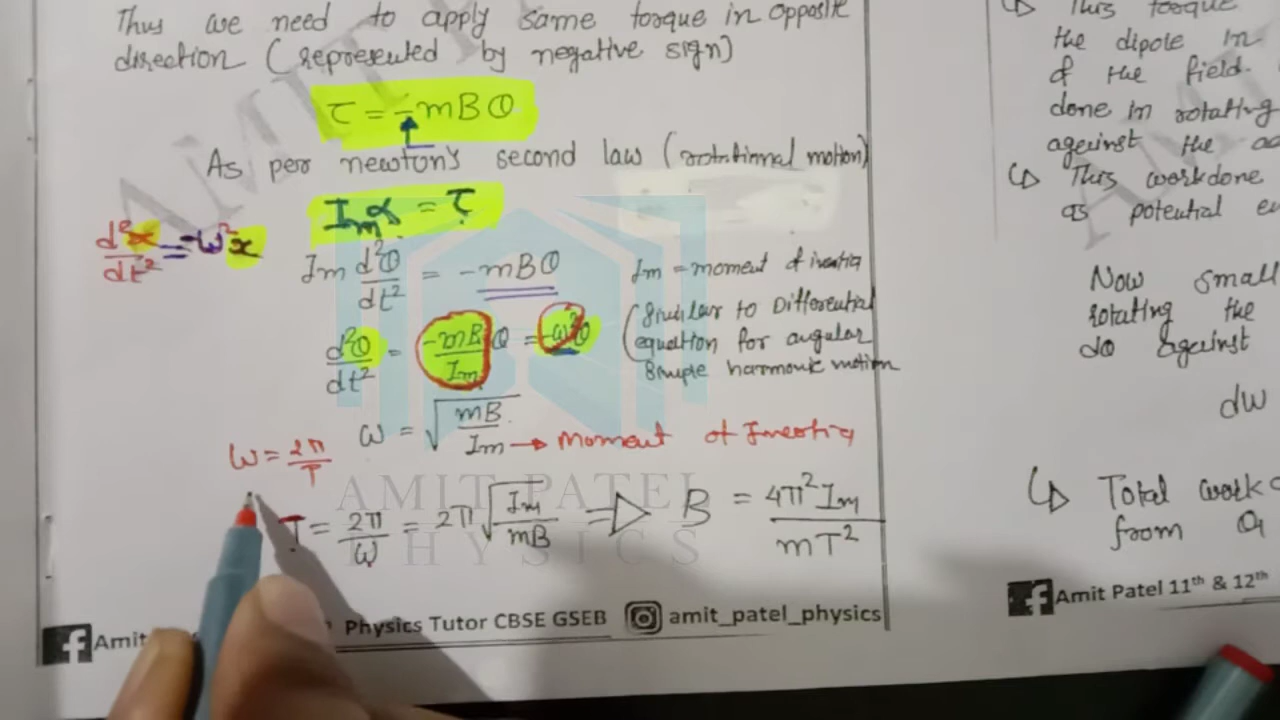 Thus we need to apply same torque in opposite
direction (represented by negative sign)
τ = -mBθ
As per newton's second law (rotational motion)
Imα = τ
d²x/dt² = -ω²x
Im d²θ/dt² = -mBθ
Im = moment of inertia
d²θ/dt² = -mB/Im θ = -ω²θ
(Similar to Differential
equation for angular
Simple harmonic motion
ω = √mB/Im → Moment of Inertia
ω = 2π/T
T = 2π/ω = 2π√Im/mB ⇒ B = 4π²Im/mT²
AMIT PATEL
PHYSICS
Amit
Physics Tutor CBSE GSEB amit_patel_physics
This torque
the dipole in
of the field.
done in rotating
against the
This workdone
as potential
Now small
rotating the
do against
dw
Total work
from θ1
Amit Patel 11th & 12th